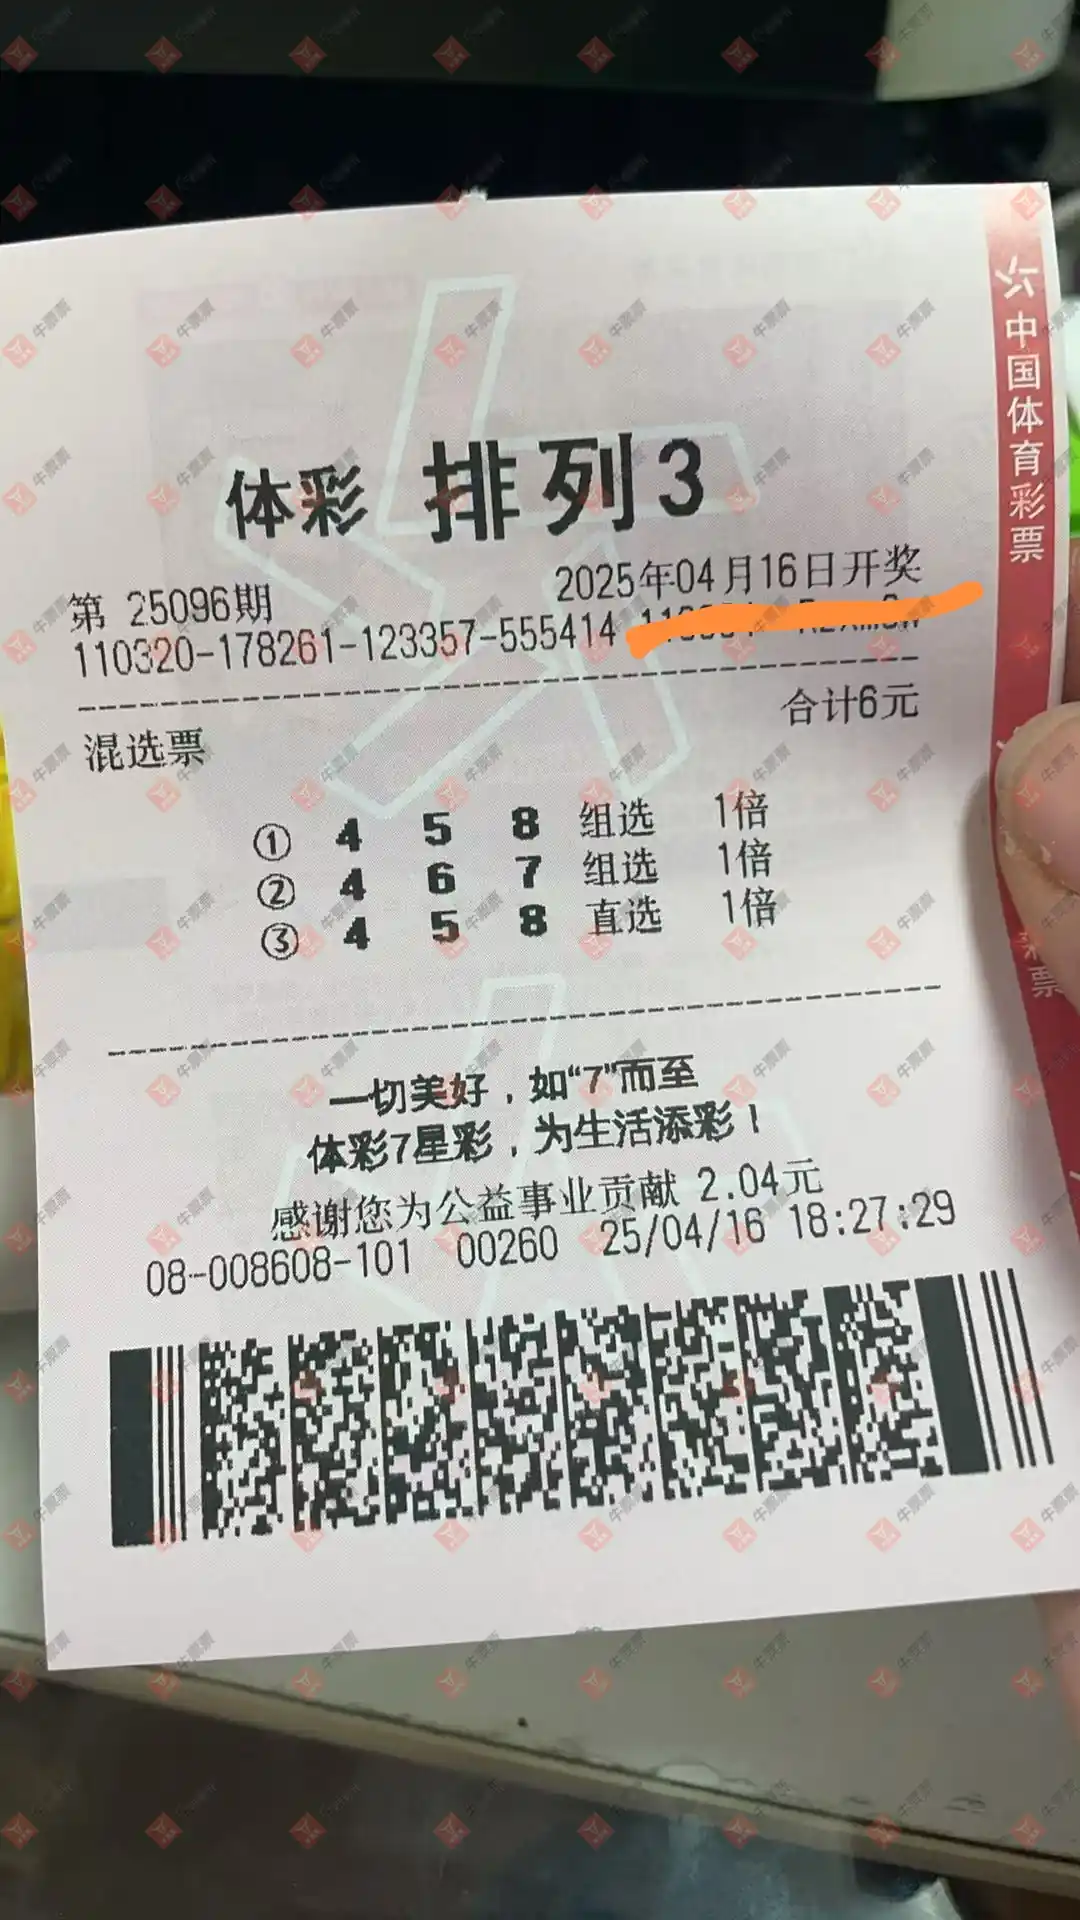 体彩 排列3
第 25096期 2025年04月16日开奖
110320-178261-123357-555414
混选票 合计6元
① 4 5 8 组选 1倍
② 4 6 7 组选 1倍
③ 4 5 8 直选 1倍
一切美好，如“7”而至
体彩7星彩，为生活添彩！
感谢您为公益事业贡献 2.04元
08-008608-101 00260 25/04/16 18:27:29
中国体育彩票
彩票
牛票票